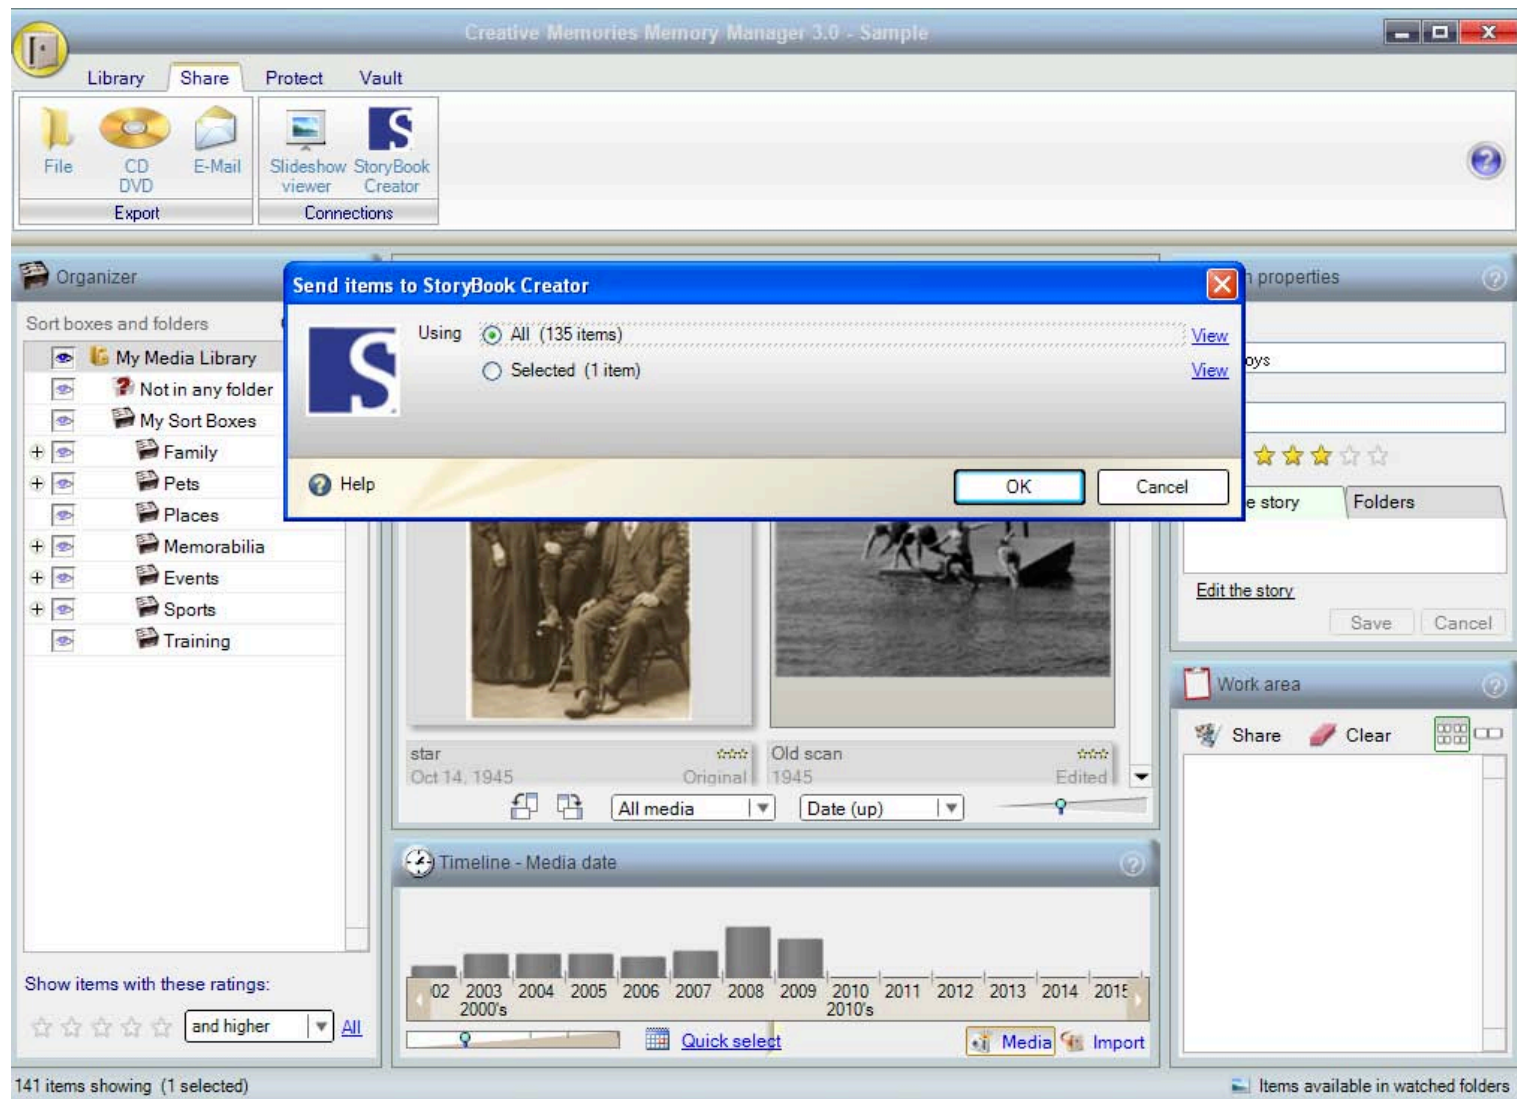 Creative Memories Memory Manager 3.0 - Sample
Library Share Protect Vault
File CD DVD E-Mail Slideshow viewer StoryBook Creator
Export Connections
Organizer
Sort boxes and folders
My Media Library
Not in any folder
My Sort Boxes
Family
Pets
Places
Memorabilia
Events
Sports
Training
Show items with these ratings:
and higher All
141 items showing (1 selected)
Send items to StoryBook Creator
Using All (135 items) View
Selected (1 item) View
Help OK Cancel
star
Oct 14, 1945 Original
Old scan
1945 Edited
All media Date (up)
Timeline - Media date
02 2003 2004 2005 2006 2007 2008 2009 2010 2011 2012 2013 2014 2015
2000's 2010's
Quick select Media Import
properties
oys
story Folders
Edit the story
Save Cancel
Work area
Share Clear
Items available in watched folders